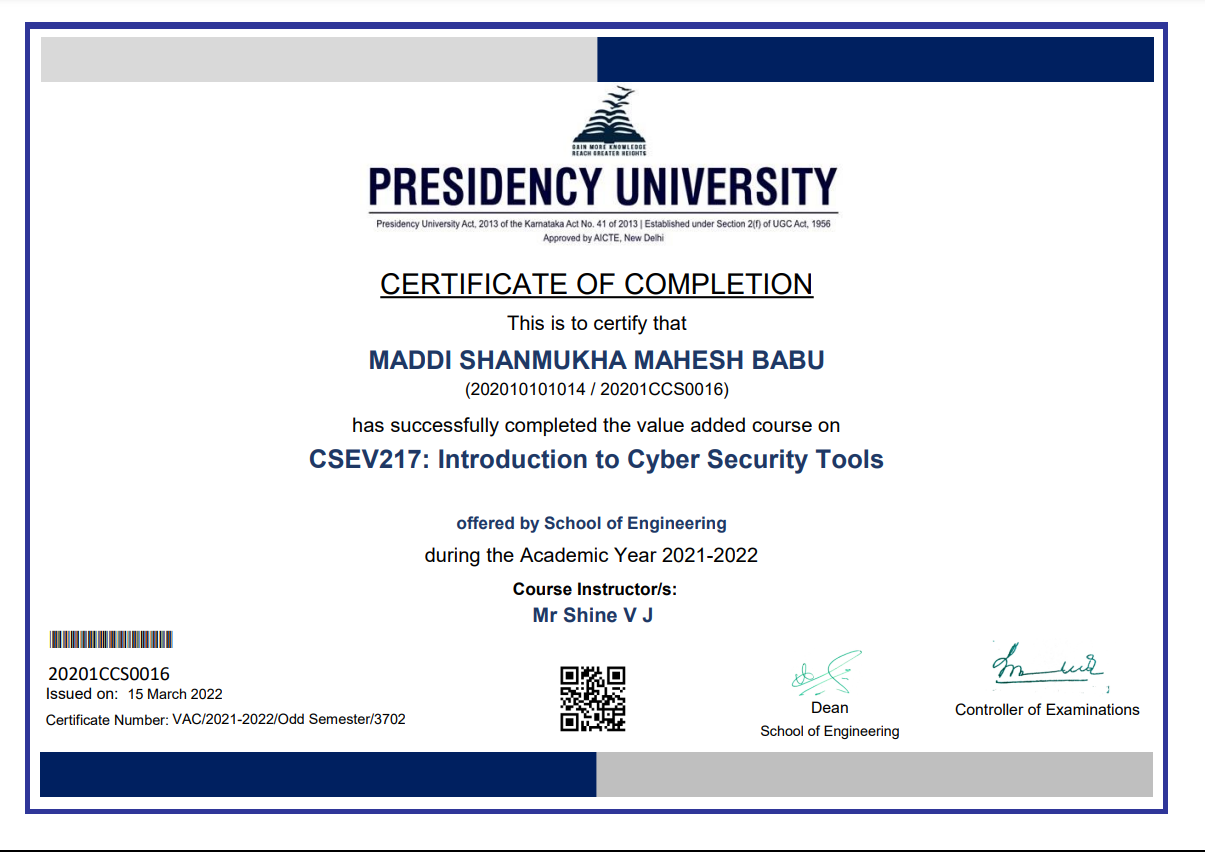 GAIN MORE KNOWLEDGE
REACH GREATER HEIGHTS
PRESIDENCY UNIVERSITY
Presidency University Act, 2013 of the Karnataka Act No. 41 of 2013 | Established under Section 2(f) of UGC Act, 1956
Approved by AICTE, New Delhi
CERTIFICATE OF COMPLETION
This is to certify that
MADDI SHANMUKHA MAHESH BABU
(202010101014 / 20201CCS0016)
has successfully completed the value added course on
CSEV217: Introduction to Cyber Security Tools
offered by School of Engineering
during the Academic Year 2021-2022
Course Instructor/s:
Mr Shine V J
20201CCS0016
Issued on: 15 March 2022
Certificate Number: VAC/2021-2022/Odd Semester/3702
Dean
School of Engineering
Controller of Examinations